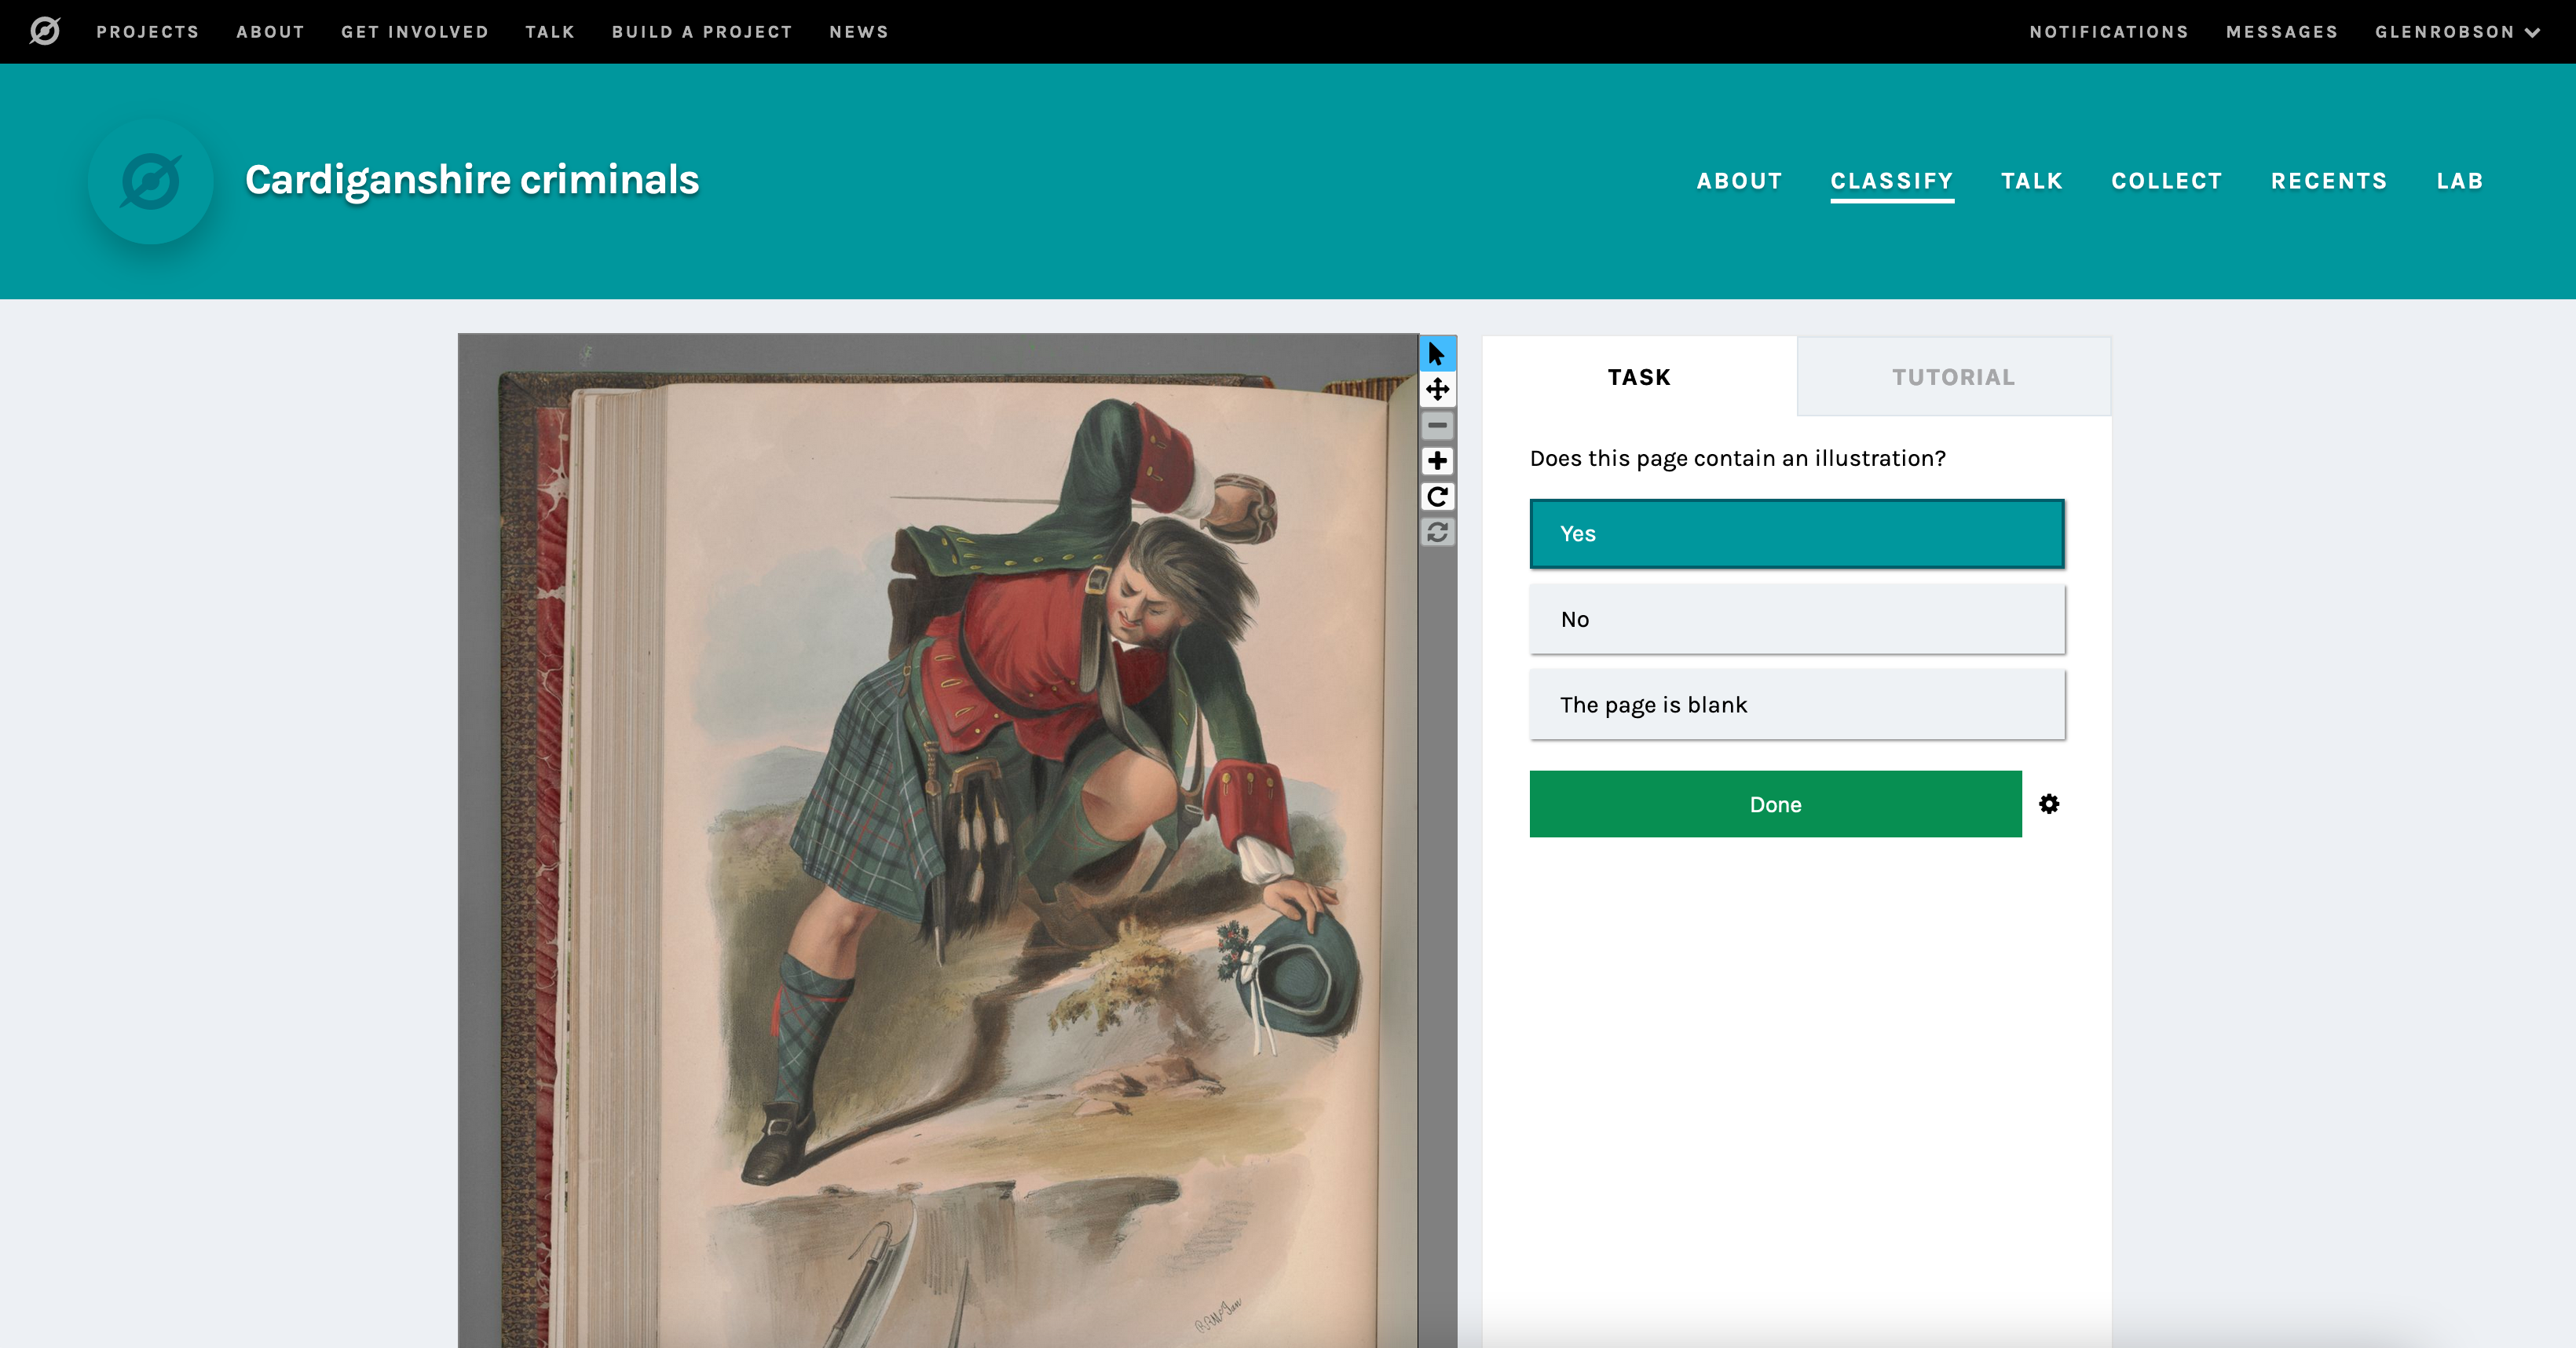 PROJECTS ABOUT GET INVOLVED TALK BUILD A PROJECT NEWS NOTIFICATIONS MESSAGES GLENROBSON
Cardiganshire criminals
ABOUT CLASSIFY TALK COLLECT RECENTS LAB
TASK TUTORIAL
Does this page contain an illustration?
Yes
No
The page is blank
Done